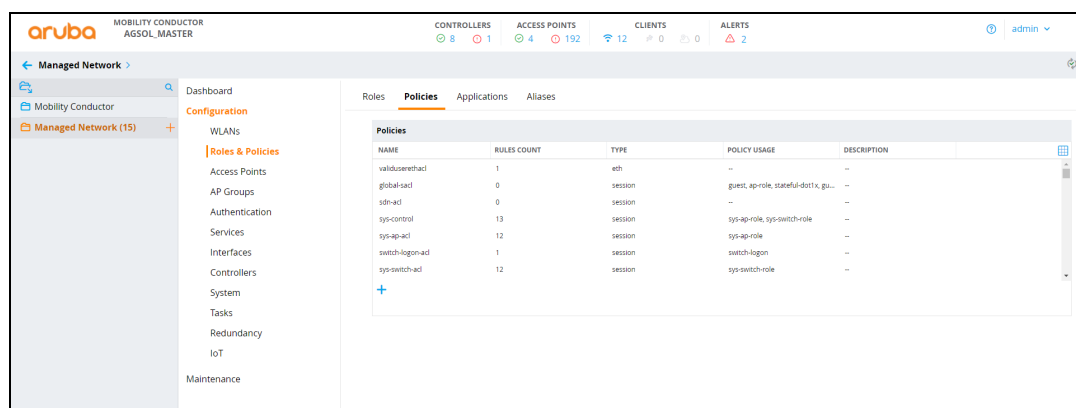 aruba
MOBILITY CONDUCTOR
AGSOL_MASTER
CONTROLLERS
8 1
ACCESS POINTS
4 192
CLIENTS
12 0 0
ALERTS
2
admin
Managed Network >
Mobility Conductor
Managed Network (15)
Dashboard
Configuration
WLANs
Roles & Policies
Access Points
AP Groups
Authentication
Services
Interfaces
Controllers
System
Tasks
Redundancy
IoT
Maintenance
Roles Policies Applications Aliases
Policies
NAME RULES COUNT TYPE POLICY USAGE DESCRIPTION
validuserethacl 1 eth -- --
global-sacl 0 session guest, ap-role, stateful-dot1x, gu... --
sdn-acl 0 session -- --
sys-control 13 session sys-ap-role, sys-switch-role --
sys-ap-acl 12 session sys-ap-role --
switch-logon-acl 1 session switch-logon --
sys-switch-acl 12 session sys-switch-role --
+